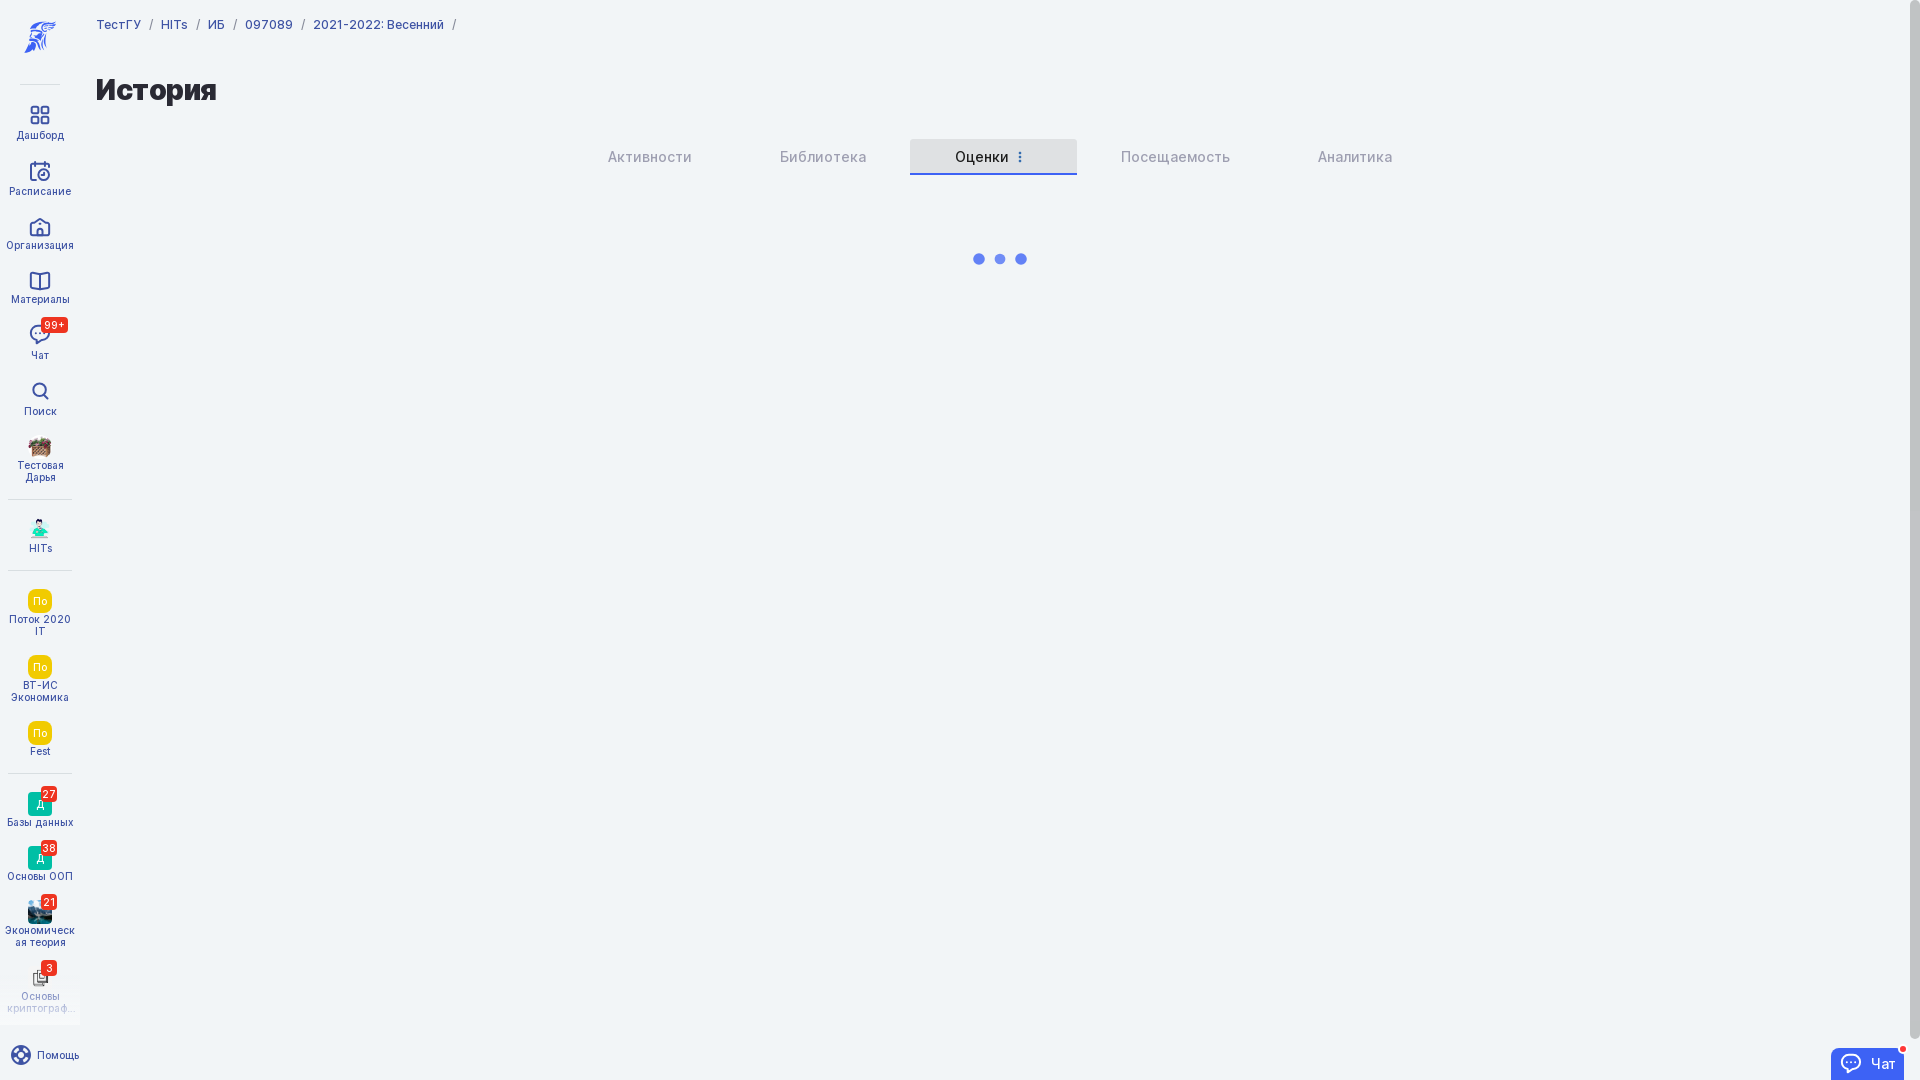 ТестГУ / HITs / ИБ / 097089 / 2021-2022: Весенний /
История
Активности
Библиотека
Оценки
Посещаемость
Аналитика
Дашборд
Расписание
Организация
Материалы
99+
Чат
Поиск
Тестовая
Дарья
HITs
По
Поток 2020
IT
По
ВТ-ИС
Экономика
По
Fest
Д
27
Базы данных
Д
38
Основы ООП
21
Экономическ
ая теория
3
Основы
криптограф...
Помощь
Чат